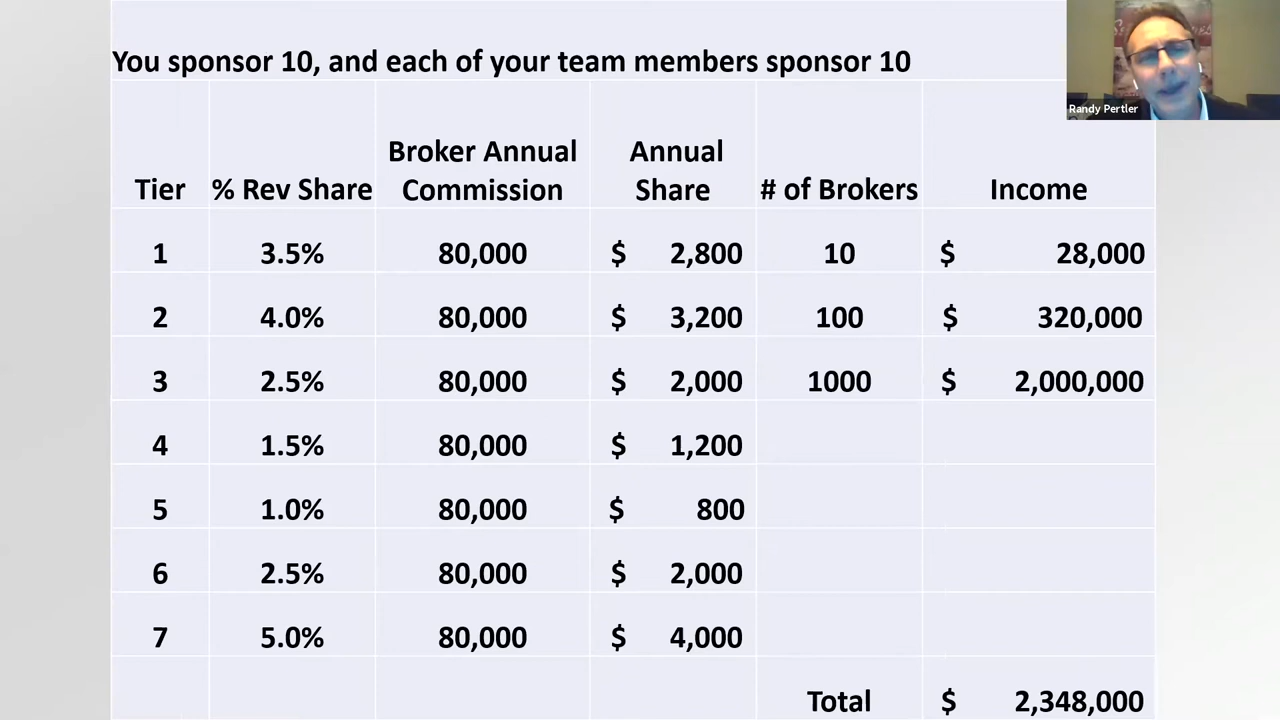 You sponsor 10, and each of your team members sponsor 10
Randy Pertler
Tier % Rev Share Broker Annual Commission Annual Share # of Brokers Income
1 3.5% 80,000 $ 2,800 10 $ 28,000
2 4.0% 80,000 $ 3,200 100 $ 320,000
3 2.5% 80,000 $ 2,000 1000 $ 2,000,000
4 1.5% 80,000 $ 1,200
5 1.0% 80,000 $ 800
6 2.5% 80,000 $ 2,000
7 5.0% 80,000 $ 4,000
Total $ 2,348,000